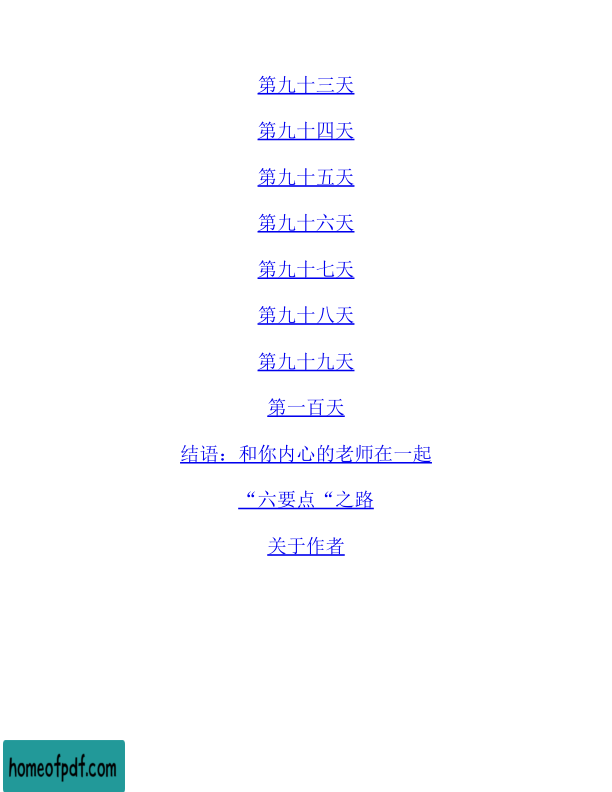 第九十三天
第九十四天
第九十五天
第九十六天
第九十七天
第九十八天
第九十九天
第一百天
结语：和你内心的老师在一起
“六要点“之路
关于作者
homeofpdf.com